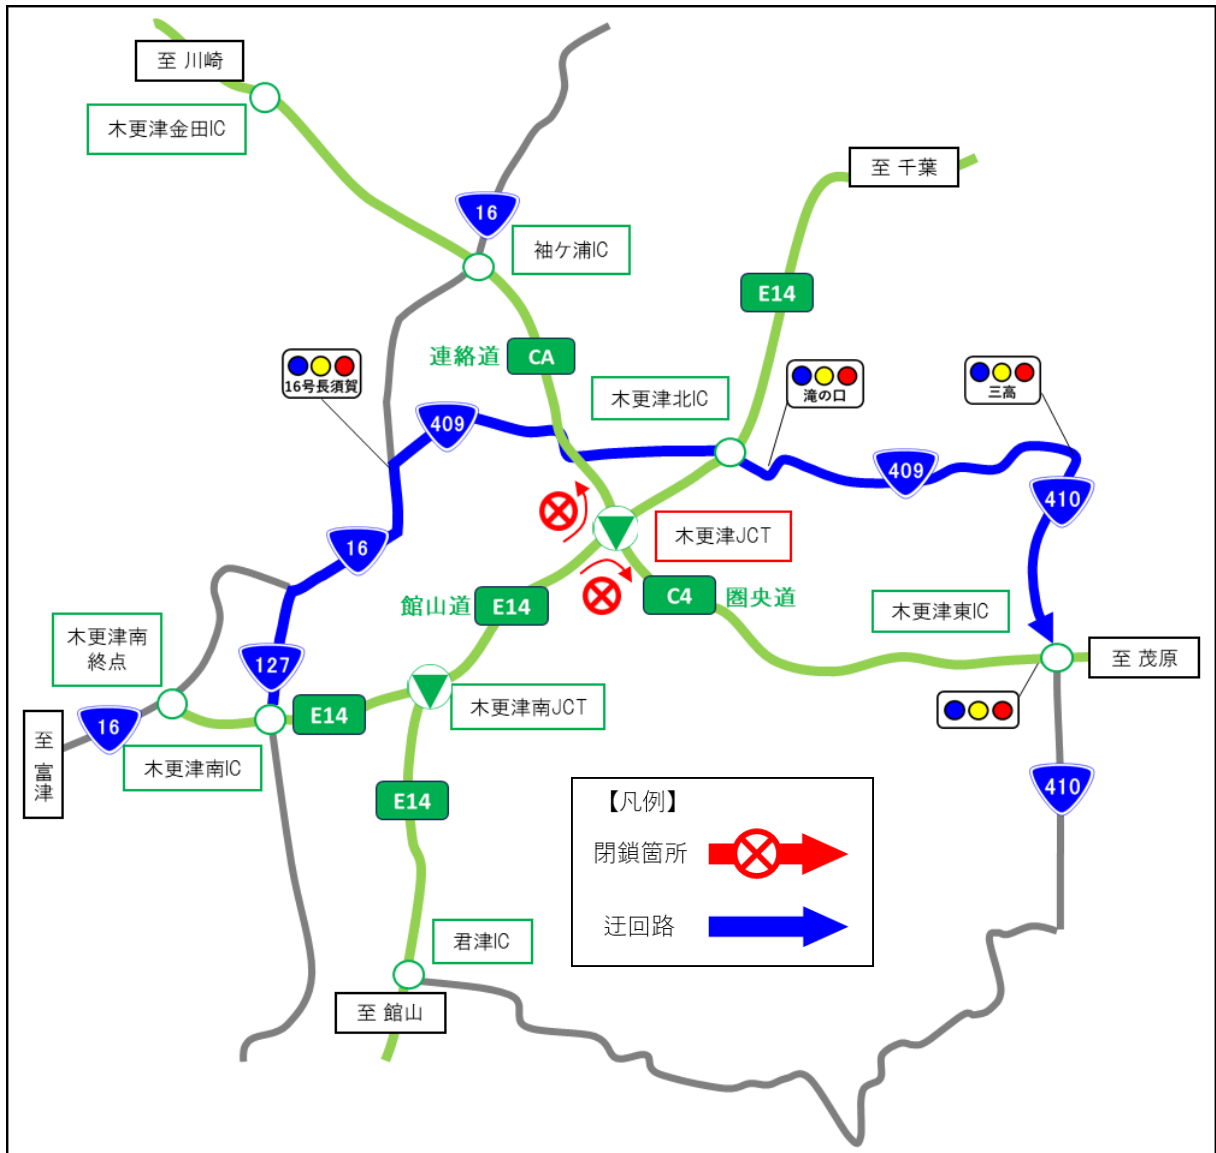 至 川崎
木更津金田IC
16
袖ケ浦IC
至 千葉
E14
連絡道
CA
16号長須賀
木更津北IC
滝の口
三高
409
409
410
木更津JCT
16
館山道
E14
C4
圏央道
木更津東IC
至 茂原
木更津南
終点
127
E14
木更津南JCT
16
至 富津
木更津南IC
E14
410
【凡例】
閉鎖箇所
迂回路
君津IC
至 館山